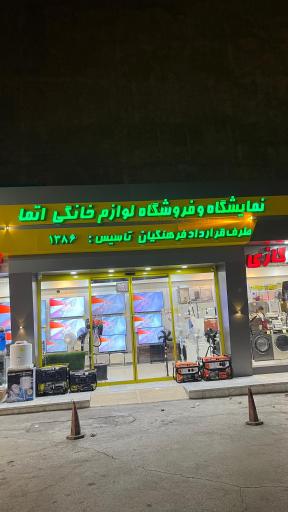 نمایشگاه و فروشگاه لوازم خانگی اتما
طرف قرارداد فرهنگیان تاسیس : ۱۳۸۶